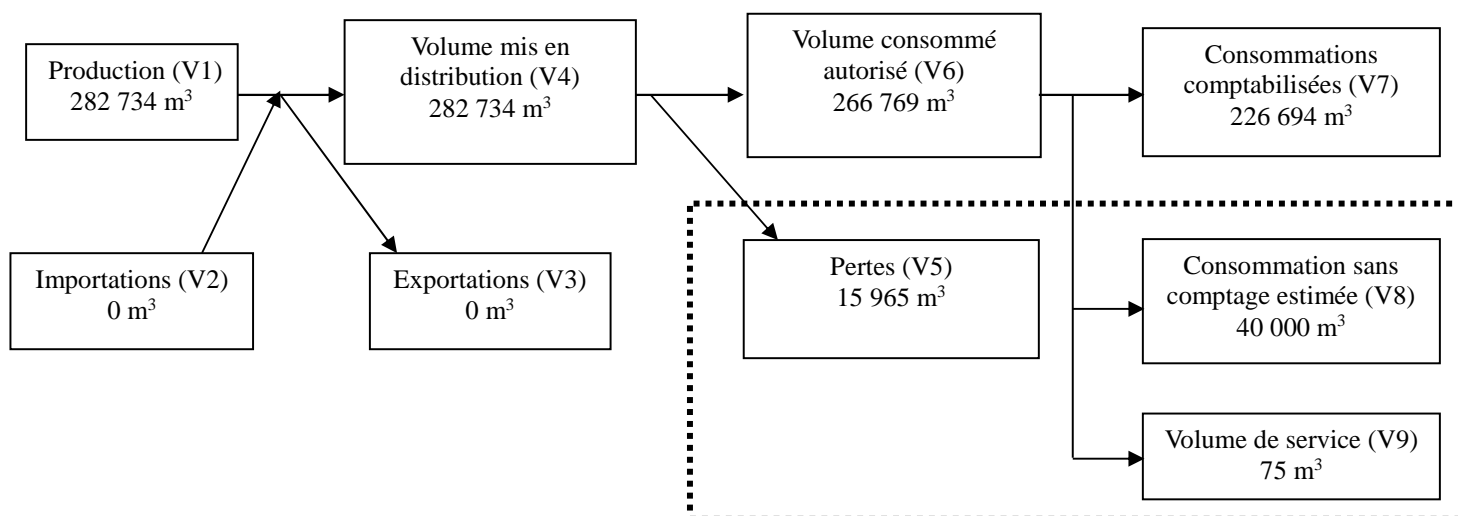 Production (V1)
282 734 m³
Volume mis en
distribution (V4)
282 734 m³
Volume consommé
autorisé (V6)
266 769 m³
Consommations
comptabilisées (V7)
226 694 m³
Importations (V2)
0 m³
Exportations (V3)
0 m³
Pertes (V5)
15 965 m³
Consommation sans
comptage estimée (V8)
40 000 m³
Volume de service (V9)
75 m³